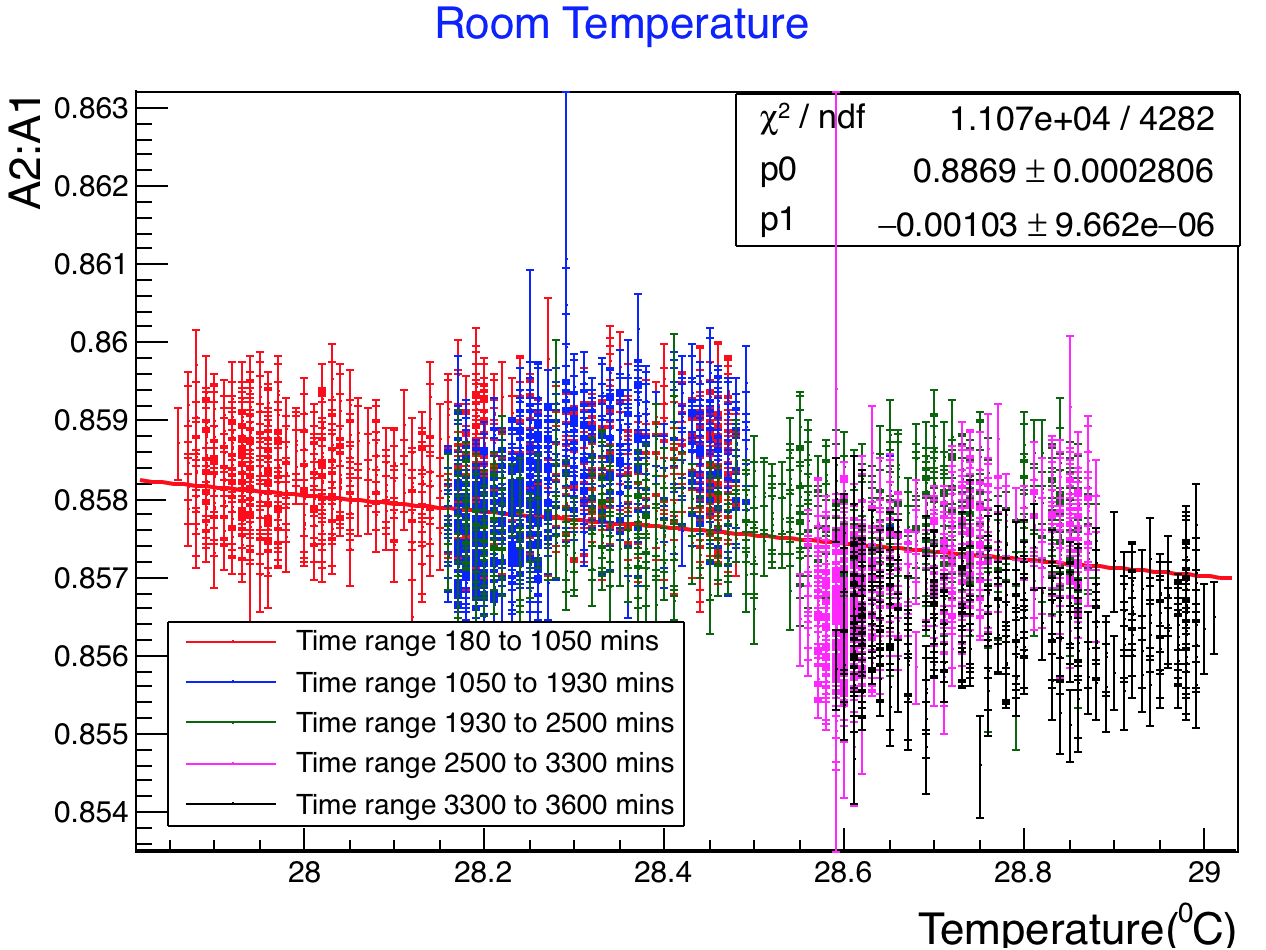 Room Temperature
A2:A1
0.863
0.862
0.861
0.86
0.859
0.858
0.857
0.856
0.855
0.854
χ² / ndf 1.107e+04 / 4282
p0 0.8869 ± 0.0002806
p1 −0.00103 ± 9.662e−06
Time range 180 to 1050 mins
Time range 1050 to 1930 mins
Time range 1930 to 2500 mins
Time range 2500 to 3300 mins
Time range 3300 to 3600 mins
28 28.2 28.4 28.6 28.8 29
Temperature(⁰C)